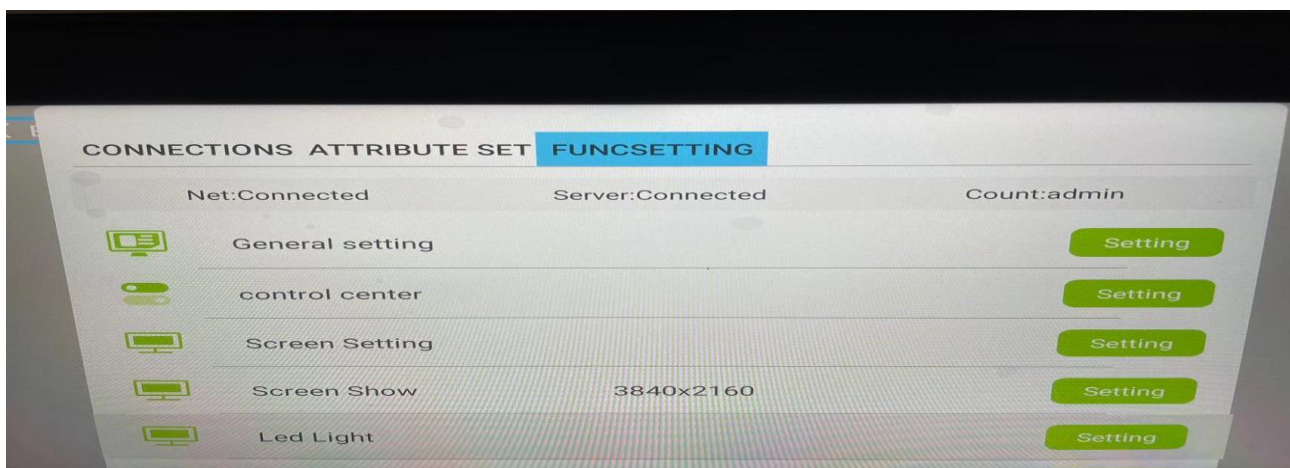 CONNECTIONS ATTRIBUTE SET FUNCSETTING
Net:Connected Server:Connected Count:admin
General setting Setting
control center Setting
Screen Setting Setting
Screen Show 3840x2160 Setting
Led Light Setting